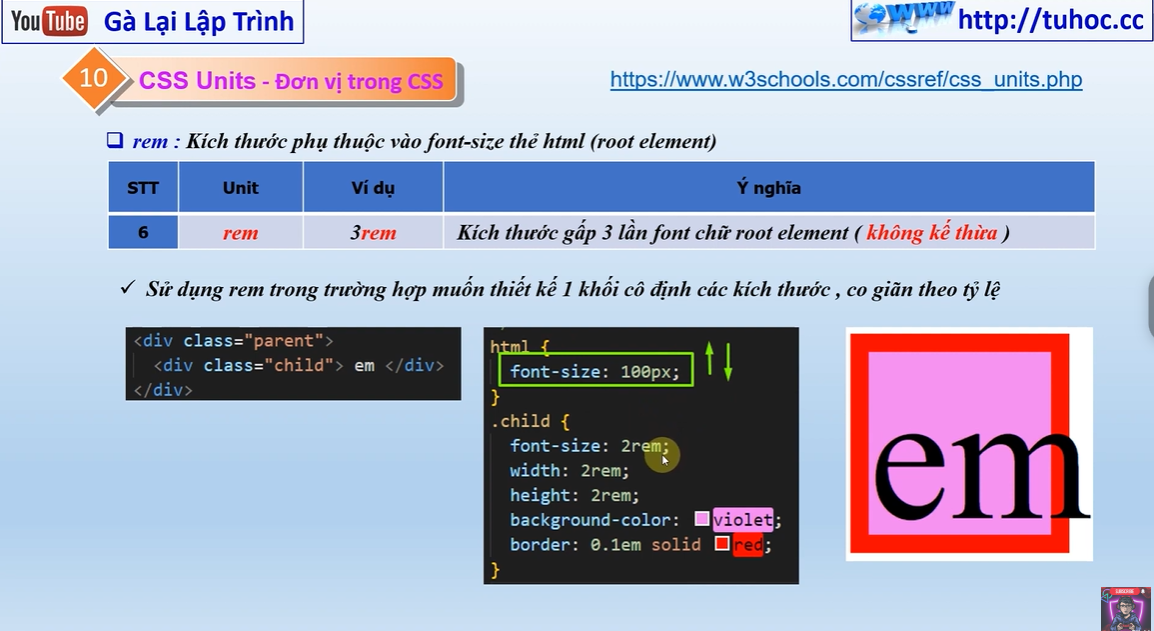 YouTube Gà Lại Lập Trình
www http://tuhoc.cc
10 CSS Units - Đơn vị trong CSS
https://www.w3schools.com/cssref/css_units.php
rem : Kích thước phụ thuộc vào font-size thẻ html (root element)
STT Unit Ví dụ Ý nghĩa
6 rem 3rem Kích thước gấp 3 lần font chữ root element ( không kế thừa )
✓ Sử dụng rem trong trường hợp muốn thiết kế 1 khối cô định các kích thước , co giãn theo tỷ lệ
<div class="parent">
<div class="child"> em </div>
</div>
html {
font-size: 100px;
}
.child {
font-size: 2rem;
width: 2rem;
height: 2rem;
background-color: violet;
border: 0.1em solid red;
}
em